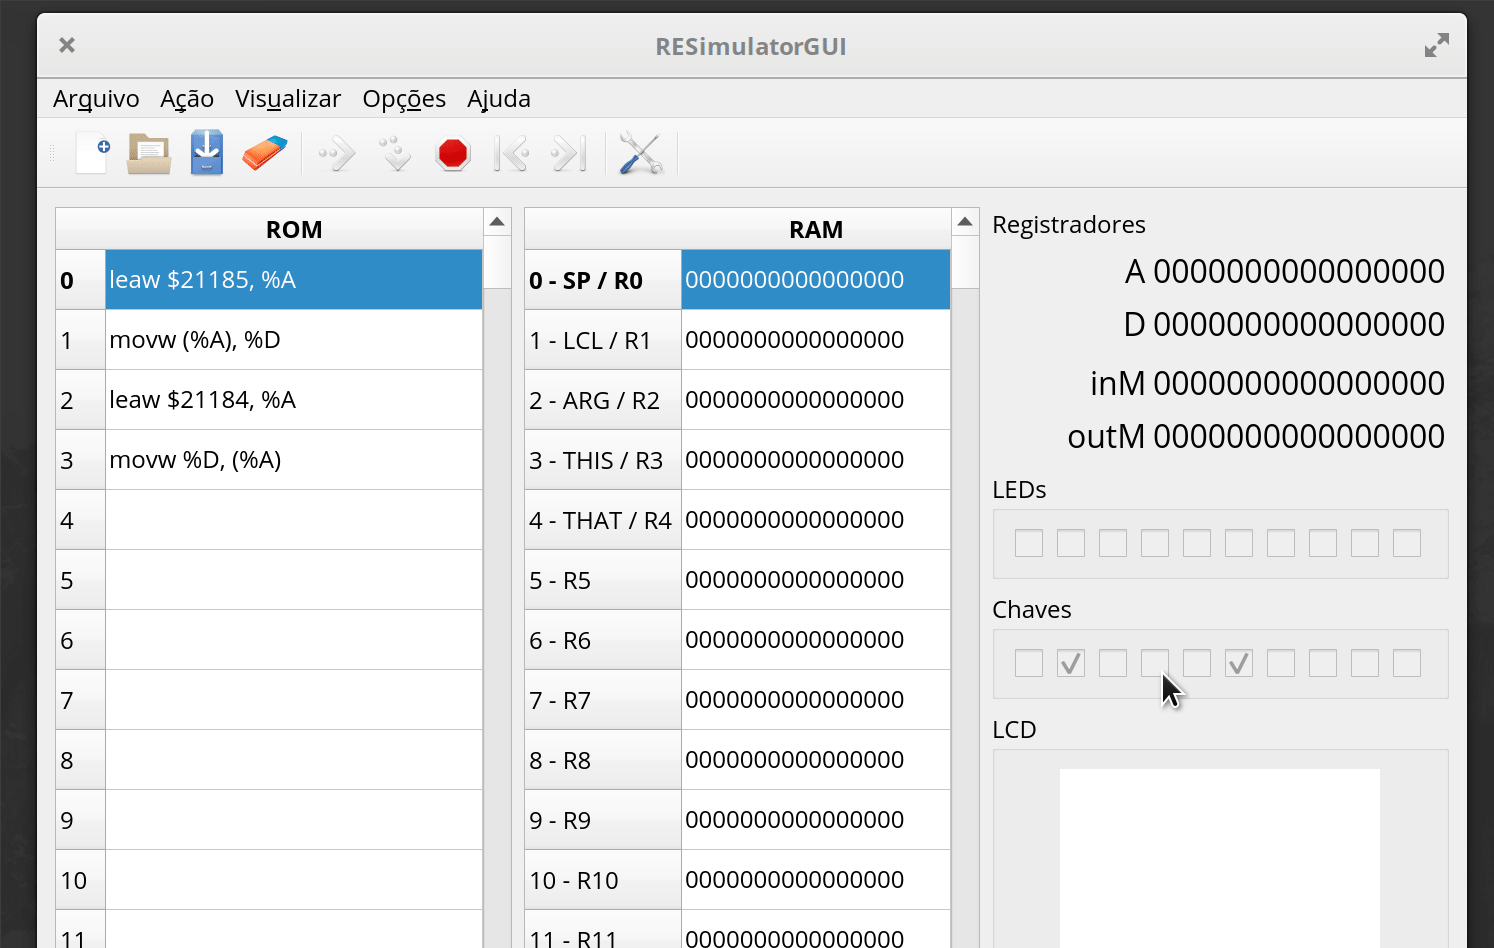 RESimulatorGUI
Arquivo Ação Visualizar Opções Ajuda
ROM
0 leaw $21185, %A
1 movw (%A), %D
2 leaw $21184, %A
3 movw %D, (%A)
4
5
6
7
8
9
10
11
RAM
0 - SP / R0 0000000000000000
1 - LCL / R1 0000000000000000
2 - ARG / R2 0000000000000000
3 - THIS / R3 0000000000000000
4 - THAT / R4 0000000000000000
5 - R5 0000000000000000
6 - R6 0000000000000000
7 - R7 0000000000000000
8 - R8 0000000000000000
9 - R9 0000000000000000
10 - R10 0000000000000000
11 - R11 0000000000000000
Registradores
A 0000000000000000
D 0000000000000000
inM 0000000000000000
outM 0000000000000000
LEDs
Chaves
LCD